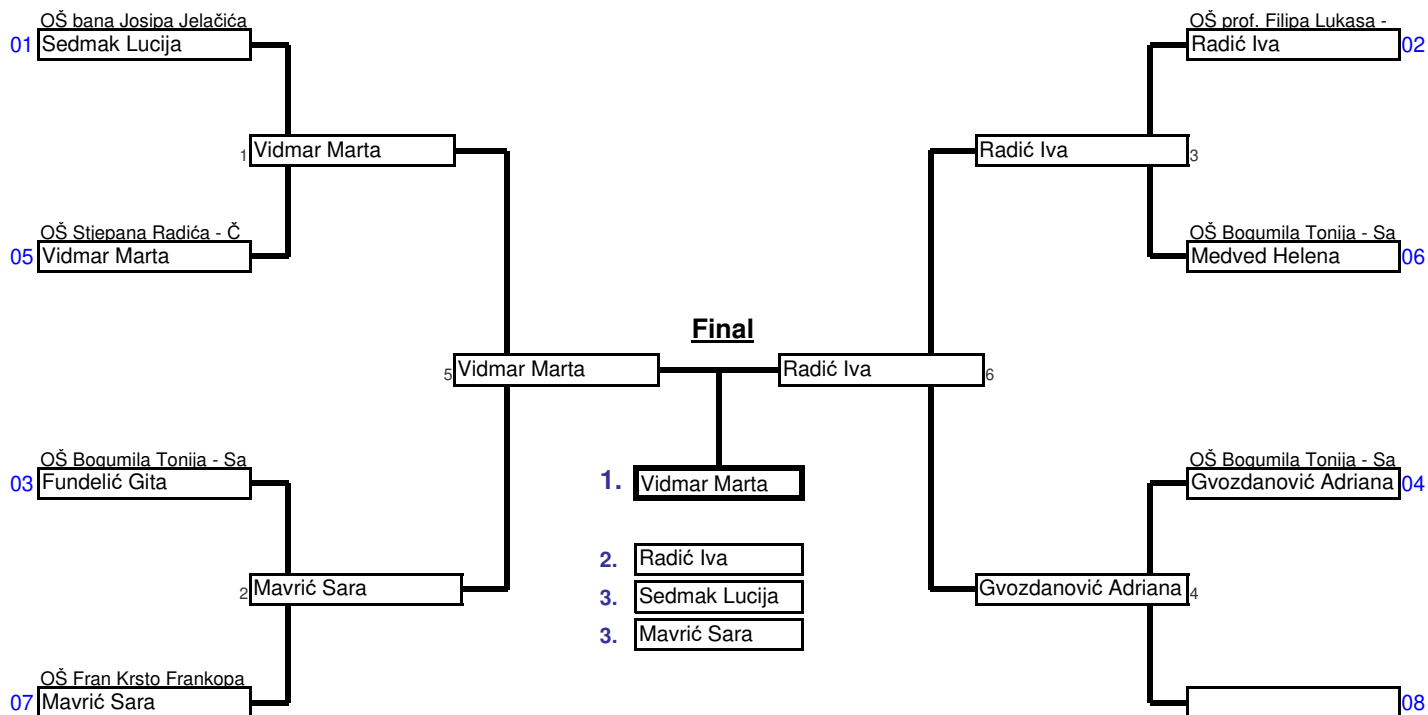 OŠ bana Josipa Jelačića
01 Sedmak Lucija
OŠ prof. Filipa Lukasa -
Radić Iva 02
1 Vidmar Marta
Radić Iva 3
OŠ Stjepana Radića - Č
05 Vidmar Marta
OŠ Bogumila Tonija - Sa
Medved Helena 06
Final
5 Vidmar Marta
Radić Iva 6
OŠ Bogumila Tonija - Sa
03 Fundelić Gita
1. Vidmar Marta
OŠ Bogumila Tonija - Sa
Gvozdanović Adriana 04
2. Radić Iva
3. Sedmak Lucija
3. Mavrić Sara
2 Mavrić Sara
Gvozdanović Adriana 4
OŠ Fran Krsto Frankopa
07 Mavrić Sara
08